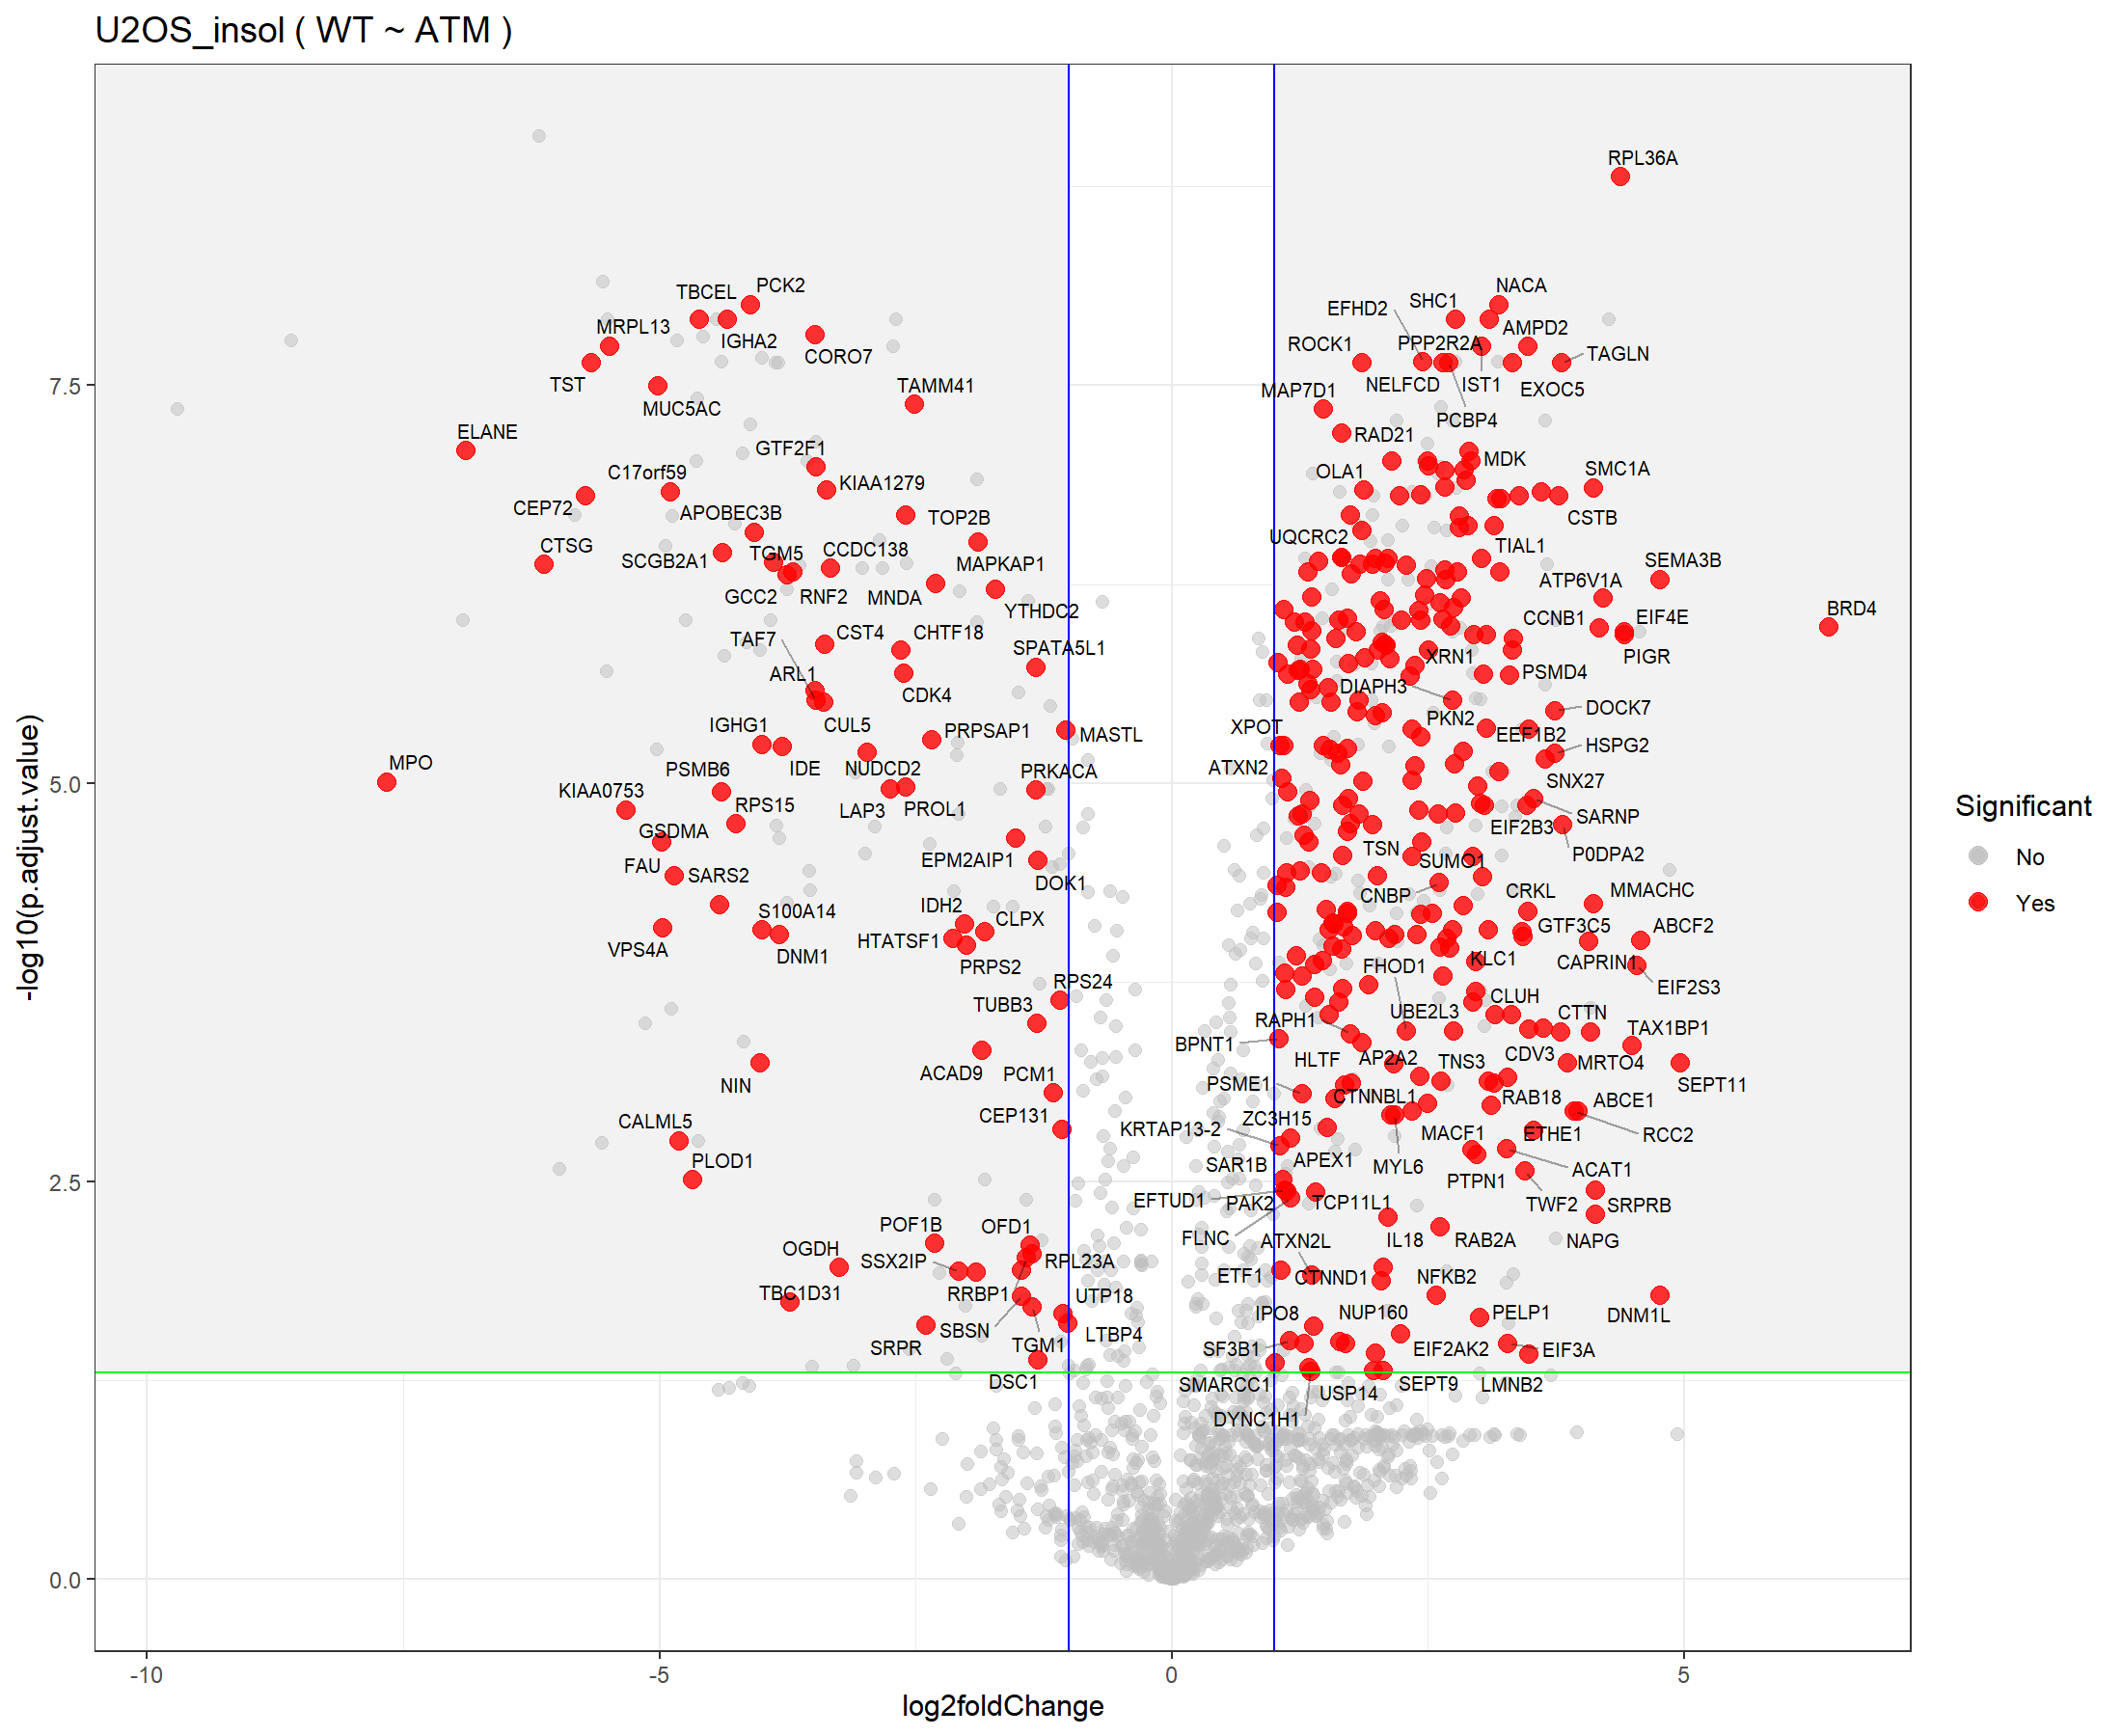 U2OS_insol ( WT ~ ATM )
RPL36A
PCK2
NACA
TBCEL
SHC1
EFHD2
MRPL13
AMPD2
IGHA2
ROCK1
PPP2R2A
CORO7
TAGLN
TST
TAMM41
NELFCD
IST1
EXOC5
MAP7D1
MUC5AC
PCBP4
ELANE
RAD21
GTF2F1
MDK
C17orf59
OLA1
SMC1A
KIAA1279
CEP72
APOBEC3B
TOP2B
CSTB
UQCRC2
CTSG
TGM5
CCDC138
TIAL1
SCGB2A1
MAPKAP1
SEMA3B
ATP6V1A
GCC2
RNF2
MNDA
YTHDC2
BRD4
TAF7
CST4
CHTF18
CCNB1
EIF4E
SPATA5L1
XRN1
PIGR
ARL1
PSMD4
CDK4
DIAPH3
DOCK7
IGHG1
CUL5
PRPSAP1
MASTL
XPOT
PKN2
EEF1B2
HSPG2
MPO
PSMB6
IDE
NUDCD2
PRKACA
ATXN2
SNX27
KIAA0753
RPS15
LAP3
PROL1
SARNP
GSDMA
EIF2B3
TSN
P0DPA2
EPM2AIP1
SUMO1
FAU
SARS2
DOK1
CNBP
CRKL
MMACHC
S100A14
IDH2
CLPX
GTF3C5
ABCF2
VPS4A
HTATSF1
DNM1
PRPS2
FHOD1
KLC1
CAPRIN1
RPS24
EIF2S3
TUBB3
CLUH
RAPH1
UBE2L3
CTTN
TAX1BP1
BPNT1
HLTF
AP2A2
TNS3
CDV3
MRTO4
NIN
ACAD9
PCM1
PSME1
CTNNBL1
SEPT11
RAB18
ABCE1
CALML5
CEP131
KRTAP13-2
ZC3H15
MACF1
ETHE1
RCC2
PLOD1
SAR1B
APEX1
MYL6
PTPN1
ACAT1
EFTUD1
PAK2
TCP11L1
TWF2
SRPRB
POF1B
OFD1
FLNC
ATXN2L
IL18
RAB2A
NAPG
OGDH
SSX2IP
RPL23A
ETF1
CTNND1
NFKB2
TBC1D31
RRBP1
UTP18
IPO8
NUP160
PELP1
DNM1L
SBSN
LTBP4
SRPR
TGM1
SF3B1
EIF2AK2
EIF3A
DSC1
SMARCC1
USP14
SEPT9
LMNB2
DYNC1H1
7.5
5.0
2.5
0.0
-10
-5
0
5
log2foldChange
-log10(p.adjust.value)
Significant
No
Yes